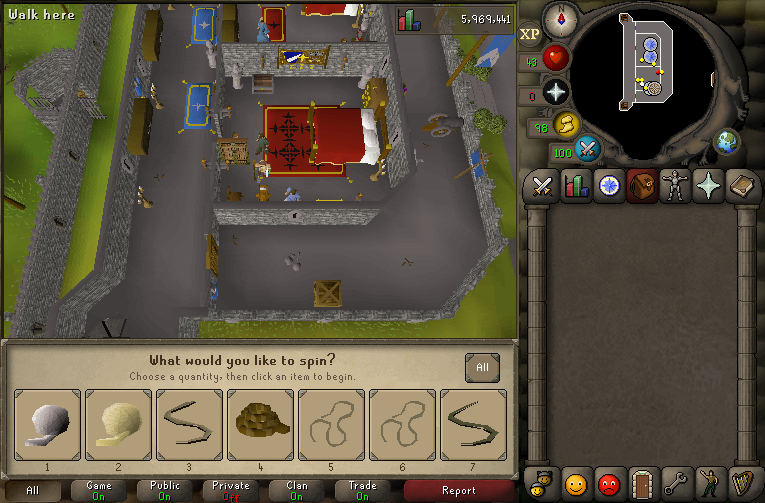 Walk here
5,969,441
XP
43
0
98
100
What would you like to spin?
Choose a quantity, then click an item to begin.
All
1 2 3 4 5 6 7
All
Game
On
Public
On
Private
Off
Clan
On
Trade
On
Report